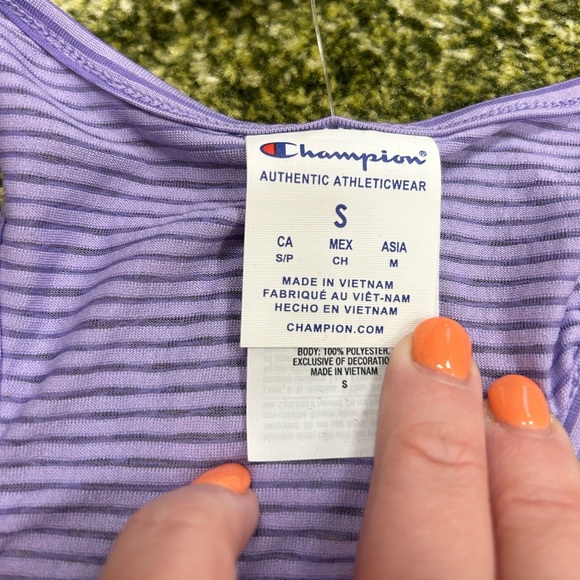 Champion®
AUTHENTIC ATHLETICWEAR
S
CA MEX ASIA
S/P CH M
MADE IN VIETNAM
FABRIQUÉ AU VIÊT-NAM
HECHO EN VIETNAM
CHAMPION.COM
BODY: 100% POLYESTER.
EXCLUSIVE OF DECORATIO
MADE IN VIETNAM
S